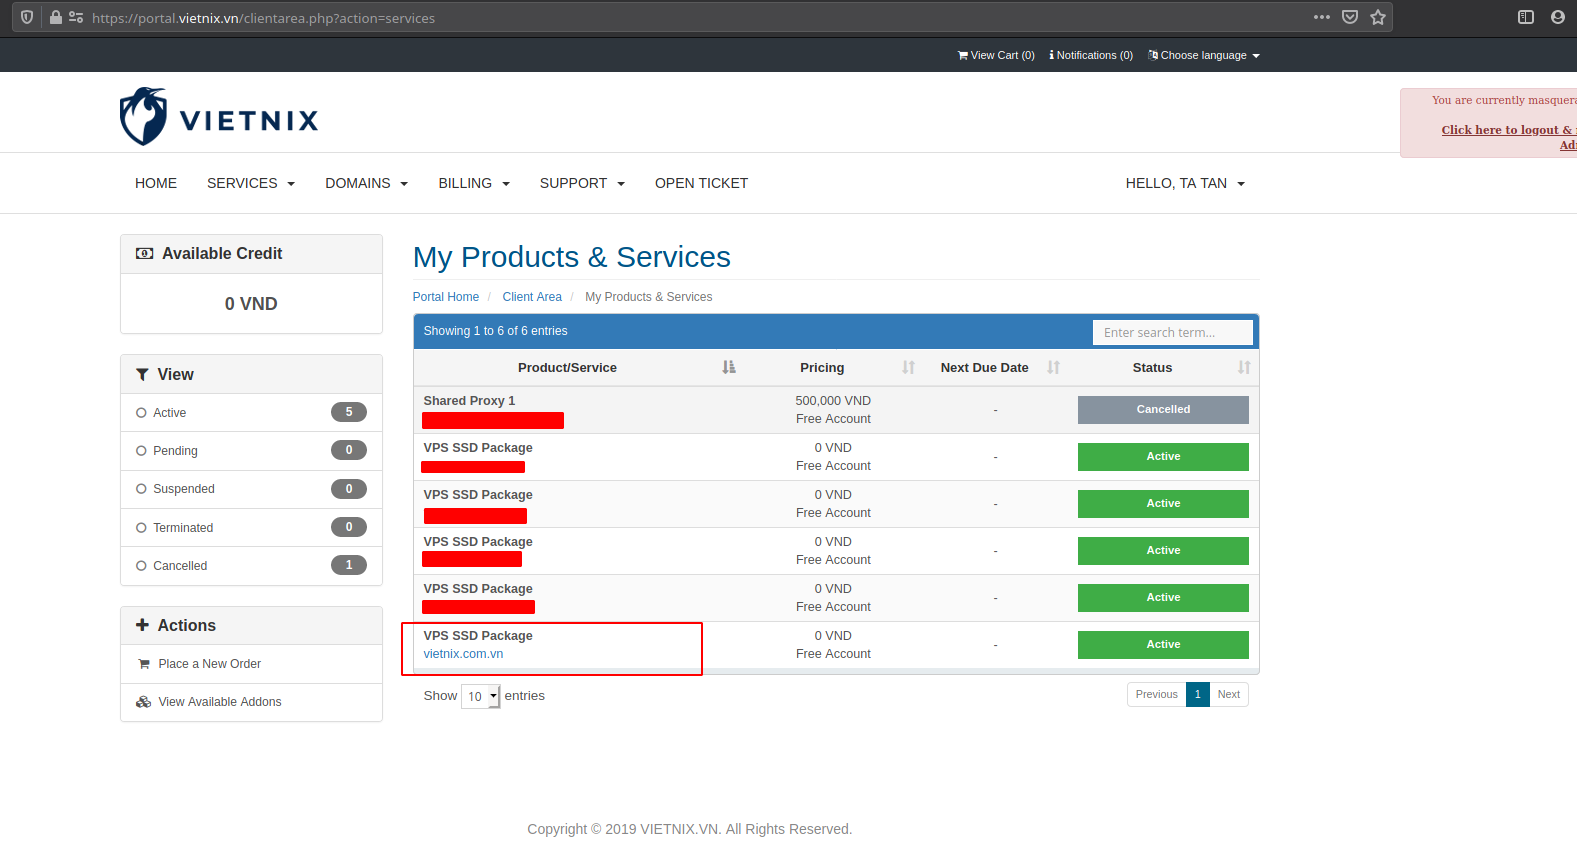 https://portal.vietnix.vn/clientarea.php?action=services
View Cart (0) Notifications (0) Choose language
VIETNIX
You are currently
Click here to logout &
HOME SERVICES DOMAINS BILLING SUPPORT OPEN TICKET HELLO, TA TAN
Available Credit
0 VND
View
Active 5
Pending 0
Suspended 0
Terminated 0
Cancelled 1
Actions
Place a New Order
View Available Addons
My Products & Services
Portal Home / Client Area / My Products & Services
Showing 1 to 6 of 6 entries Enter search term...
Product/Service Pricing Next Due Date Status
Shared Proxy 1 500,000 VND
Free Account - Cancelled
VPS SSD Package 0 VND
Free Account - Active
VPS SSD Package 0 VND
Free Account - Active
VPS SSD Package 0 VND
Free Account - Active
VPS SSD Package 0 VND
Free Account - Active
VPS SSD Package 0 VND
vietnix.com.vn Free Account - Active
Show 10 entries Previous 1 Next
Copyright © 2019 VIETNIX.VN. All Rights Reserved.